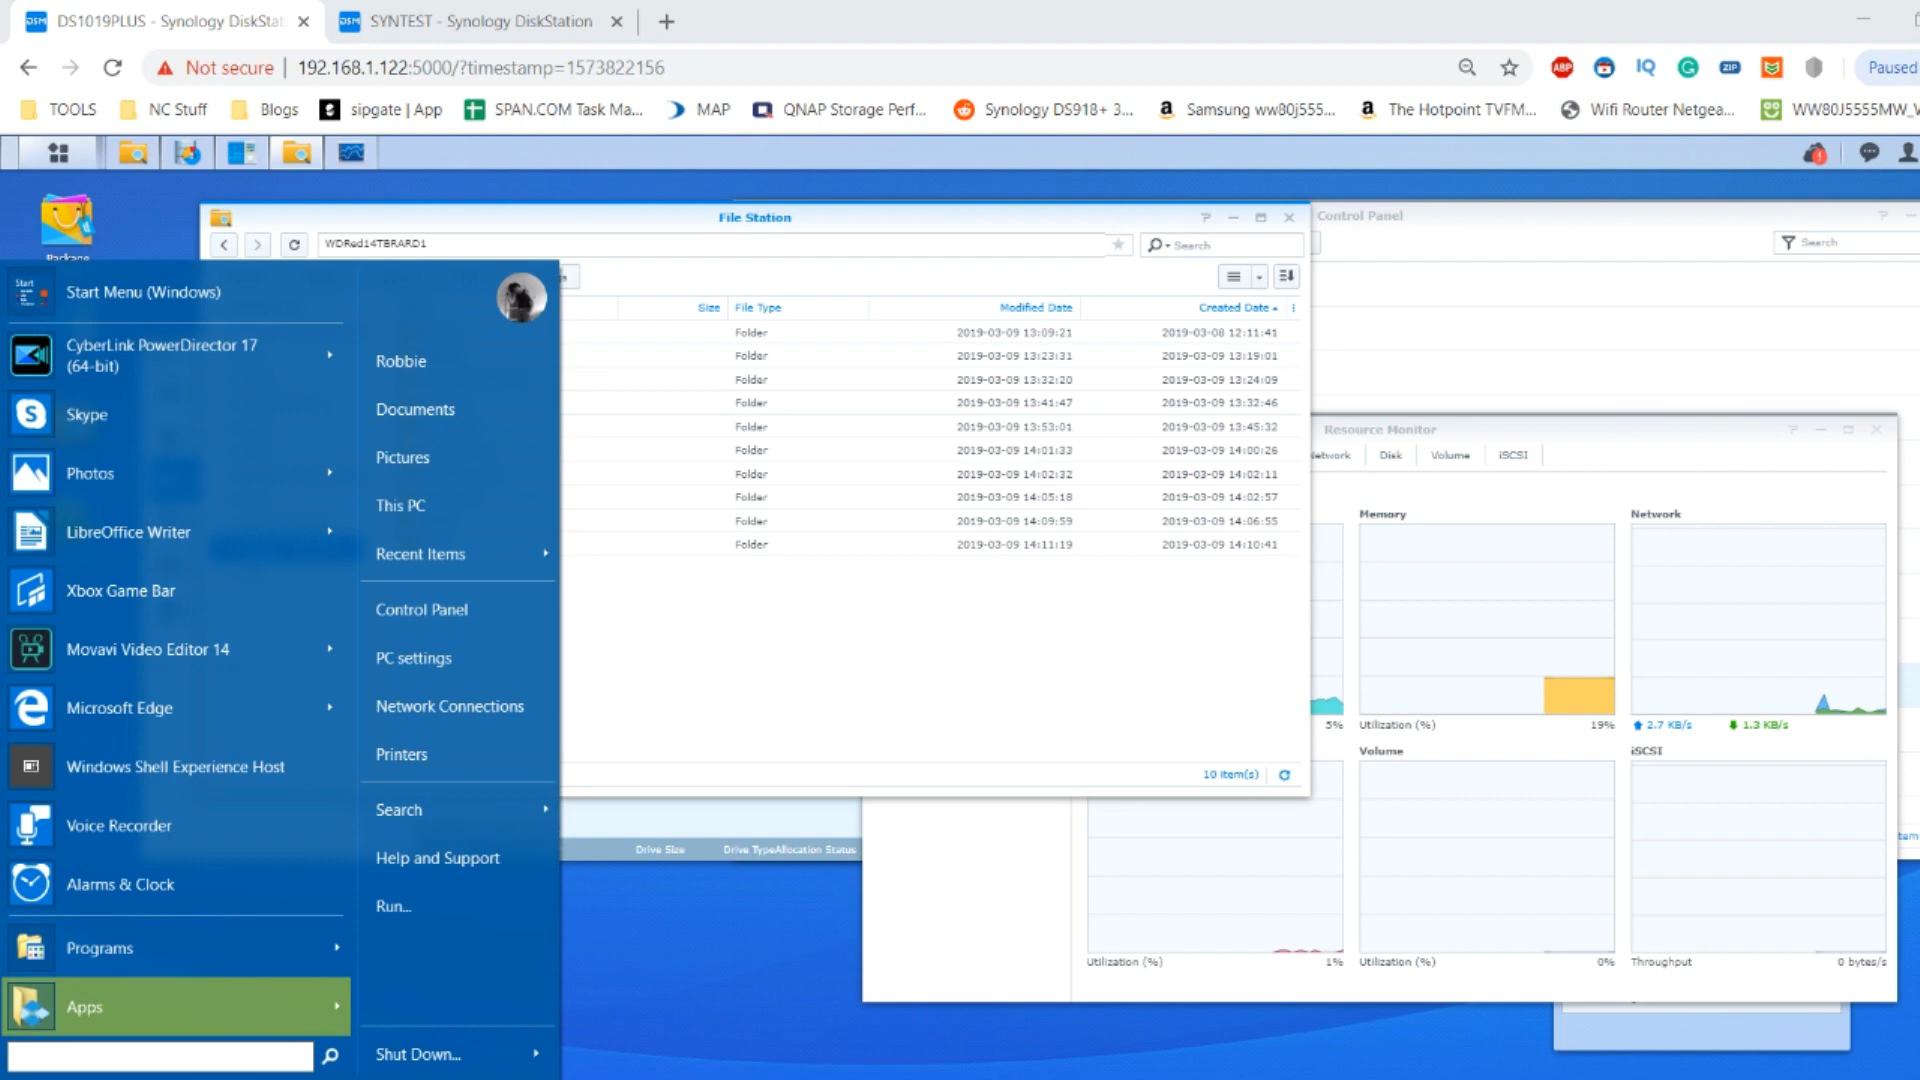 DS1019PLUS - Synology DiskStat
SYNTEST - Synology DiskStation
Not secure
192.168.1.122:5000/?timestamp=1573822156
ABP
IQ
ZIP
Paused
TOOLS
NC Stuff
Blogs
sipgate | App
SPAN.COM Task Ma...
MAP
QNAP Storage Perf...
Synology DS918+ 3...
Samsung ww80j555...
The Hotpoint TVFM...
Wifi Router Netgea...
WW80J5555MW_V
Package
File Station
Control Panel
WDRed14TBRARD1
Search
Search
Size
File Type
Modified Date
Created Date
Folder 2019-03-09 13:09:21 2019-03-08 12:11:41
Folder 2019-03-09 13:23:31 2019-03-09 13:19:01
Folder 2019-03-09 13:32:20 2019-03-09 13:24:09
Folder 2019-03-09 13:41:47 2019-03-09 13:32:46
Folder 2019-03-09 13:53:01 2019-03-09 13:45:32
Folder 2019-03-09 14:01:33 2019-03-09 14:00:26
Folder 2019-03-09 14:02:32 2019-03-09 14:02:11
Folder 2019-03-09 14:05:18 2019-03-09 14:02:57
Folder 2019-03-09 14:09:59 2019-03-09 14:06:55
Folder 2019-03-09 14:11:19 2019-03-09 14:10:41
10 item(s)
Start
Start Menu (Windows)
CyberLink PowerDirector 17
(64-bit)
Skype
Photos
LibreOffice Writer
Xbox Game Bar
Movavi Video Editor 14
Microsoft Edge
Windows Shell Experience Host
Voice Recorder
Alarms & Clock
Programs
Apps
Robbie
Documents
Pictures
This PC
Recent Items
Control Panel
PC settings
Network Connections
Printers
Search
Help and Support
Run...
Shut Down...
Drive Size
Drive Type
Allocation Status
Resource Monitor
etwork
Disk
Volume
iSCSI
Memory
Network
5%
Utilization (%) 19%
2.7 KB/s
1.3 KB/s
Volume
iSCSI
Utilization (%) 1%
Utilization (%) 0%
Throughput 0 bytes/s